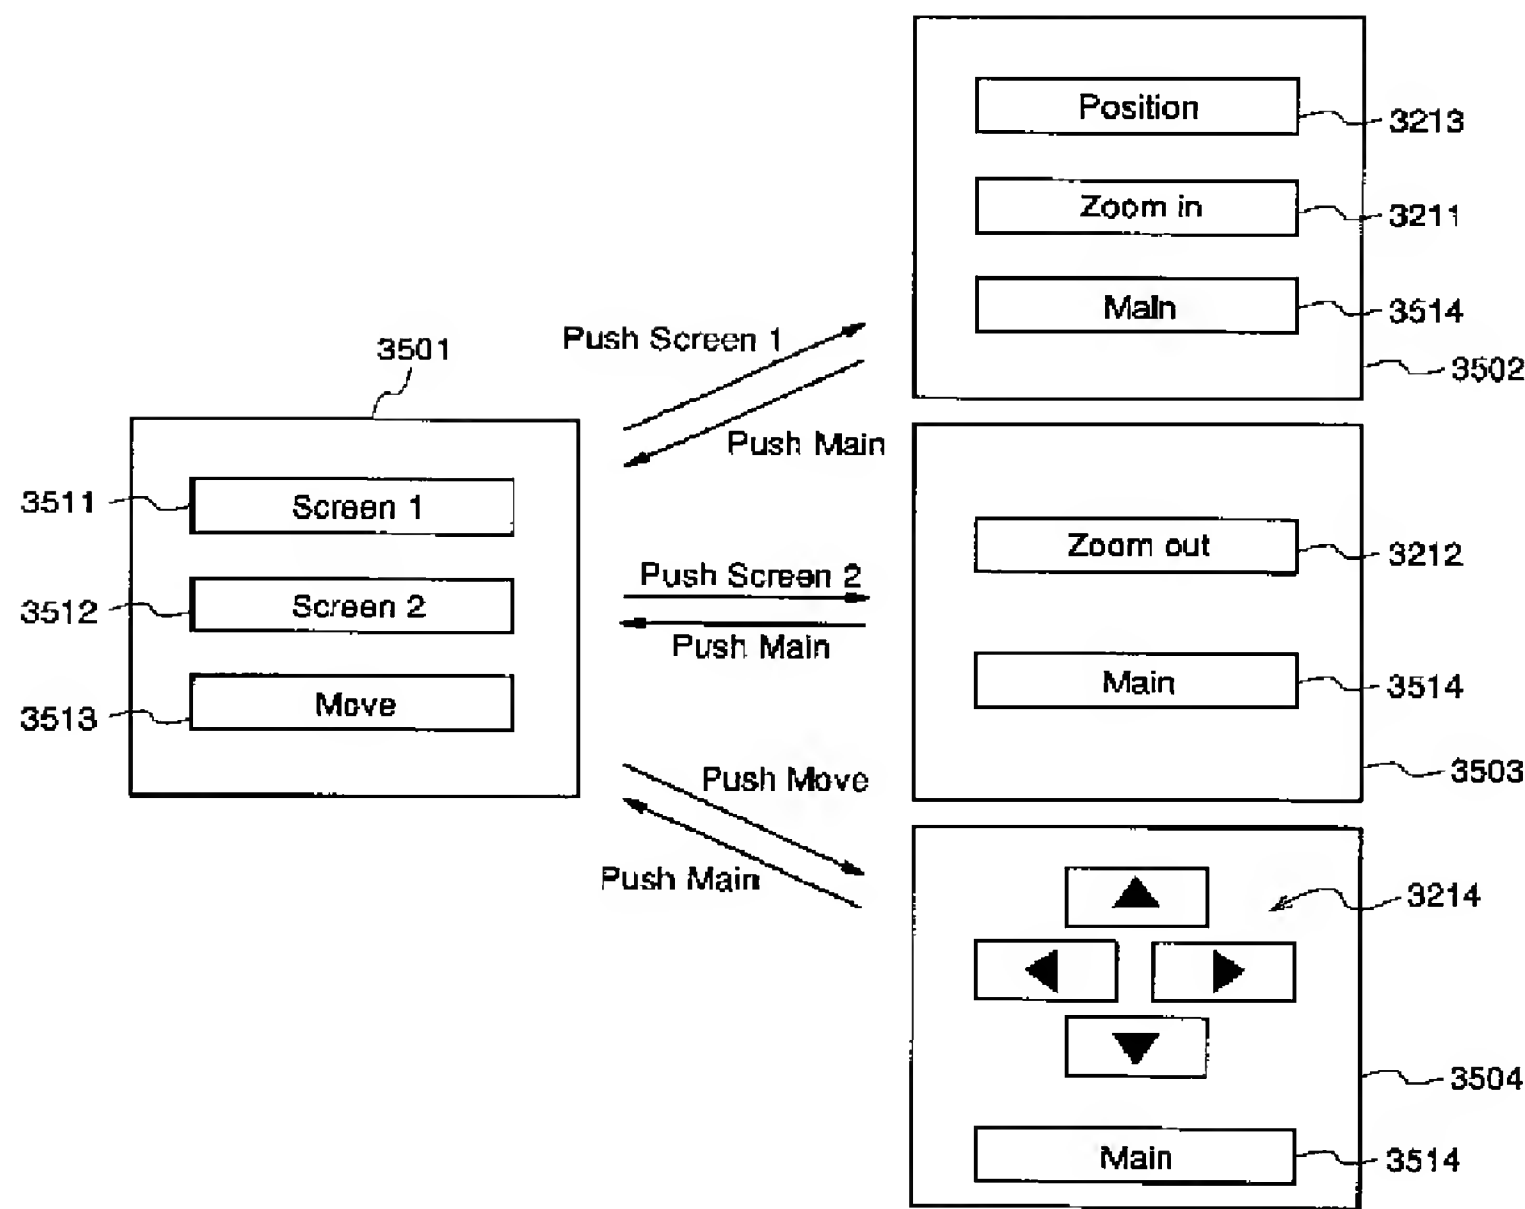 3501
3511
Screen 1
3512
Screen 2
3513
Move
Push Screen 1
Push Main
Push Screen 2
Push Main
Push Move
Push Main
Position
3213
Zoom in
3211
Main
3514
3502
Zoom out
3212
Main
3514
3503
3214
3504
Main
3514